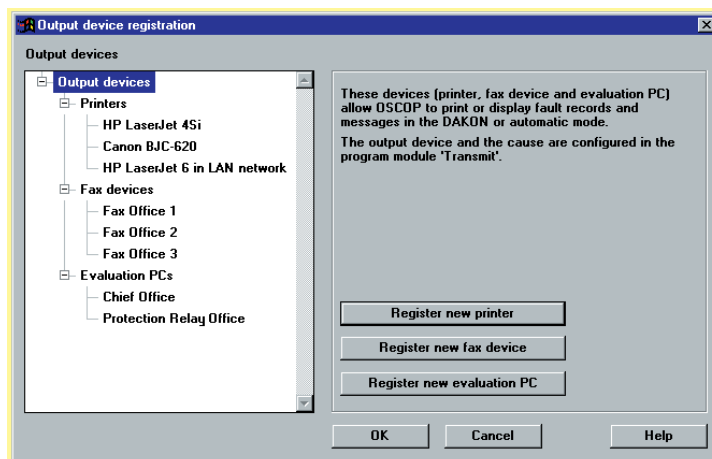 Output device registration
Output devices
Output devices
Printers
HP LaserJet 4Si
Canon BJC-620
HP LaserJet 6 in LAN network
Fax devices
Fax Office 1
Fax Office 2
Fax Office 3
Evaluation PCs
Chief Office
Protection Relay Office
These devices (printer, fax device and evaluation PC)
allow OSCOP to print or display fault records and
messages in the DAKON or automatic mode.
The output device and the cause are configured in the
program module 'Transmit'.
Register new printer
Register new fax device
Register new evaluation PC
OK
Cancel
Help